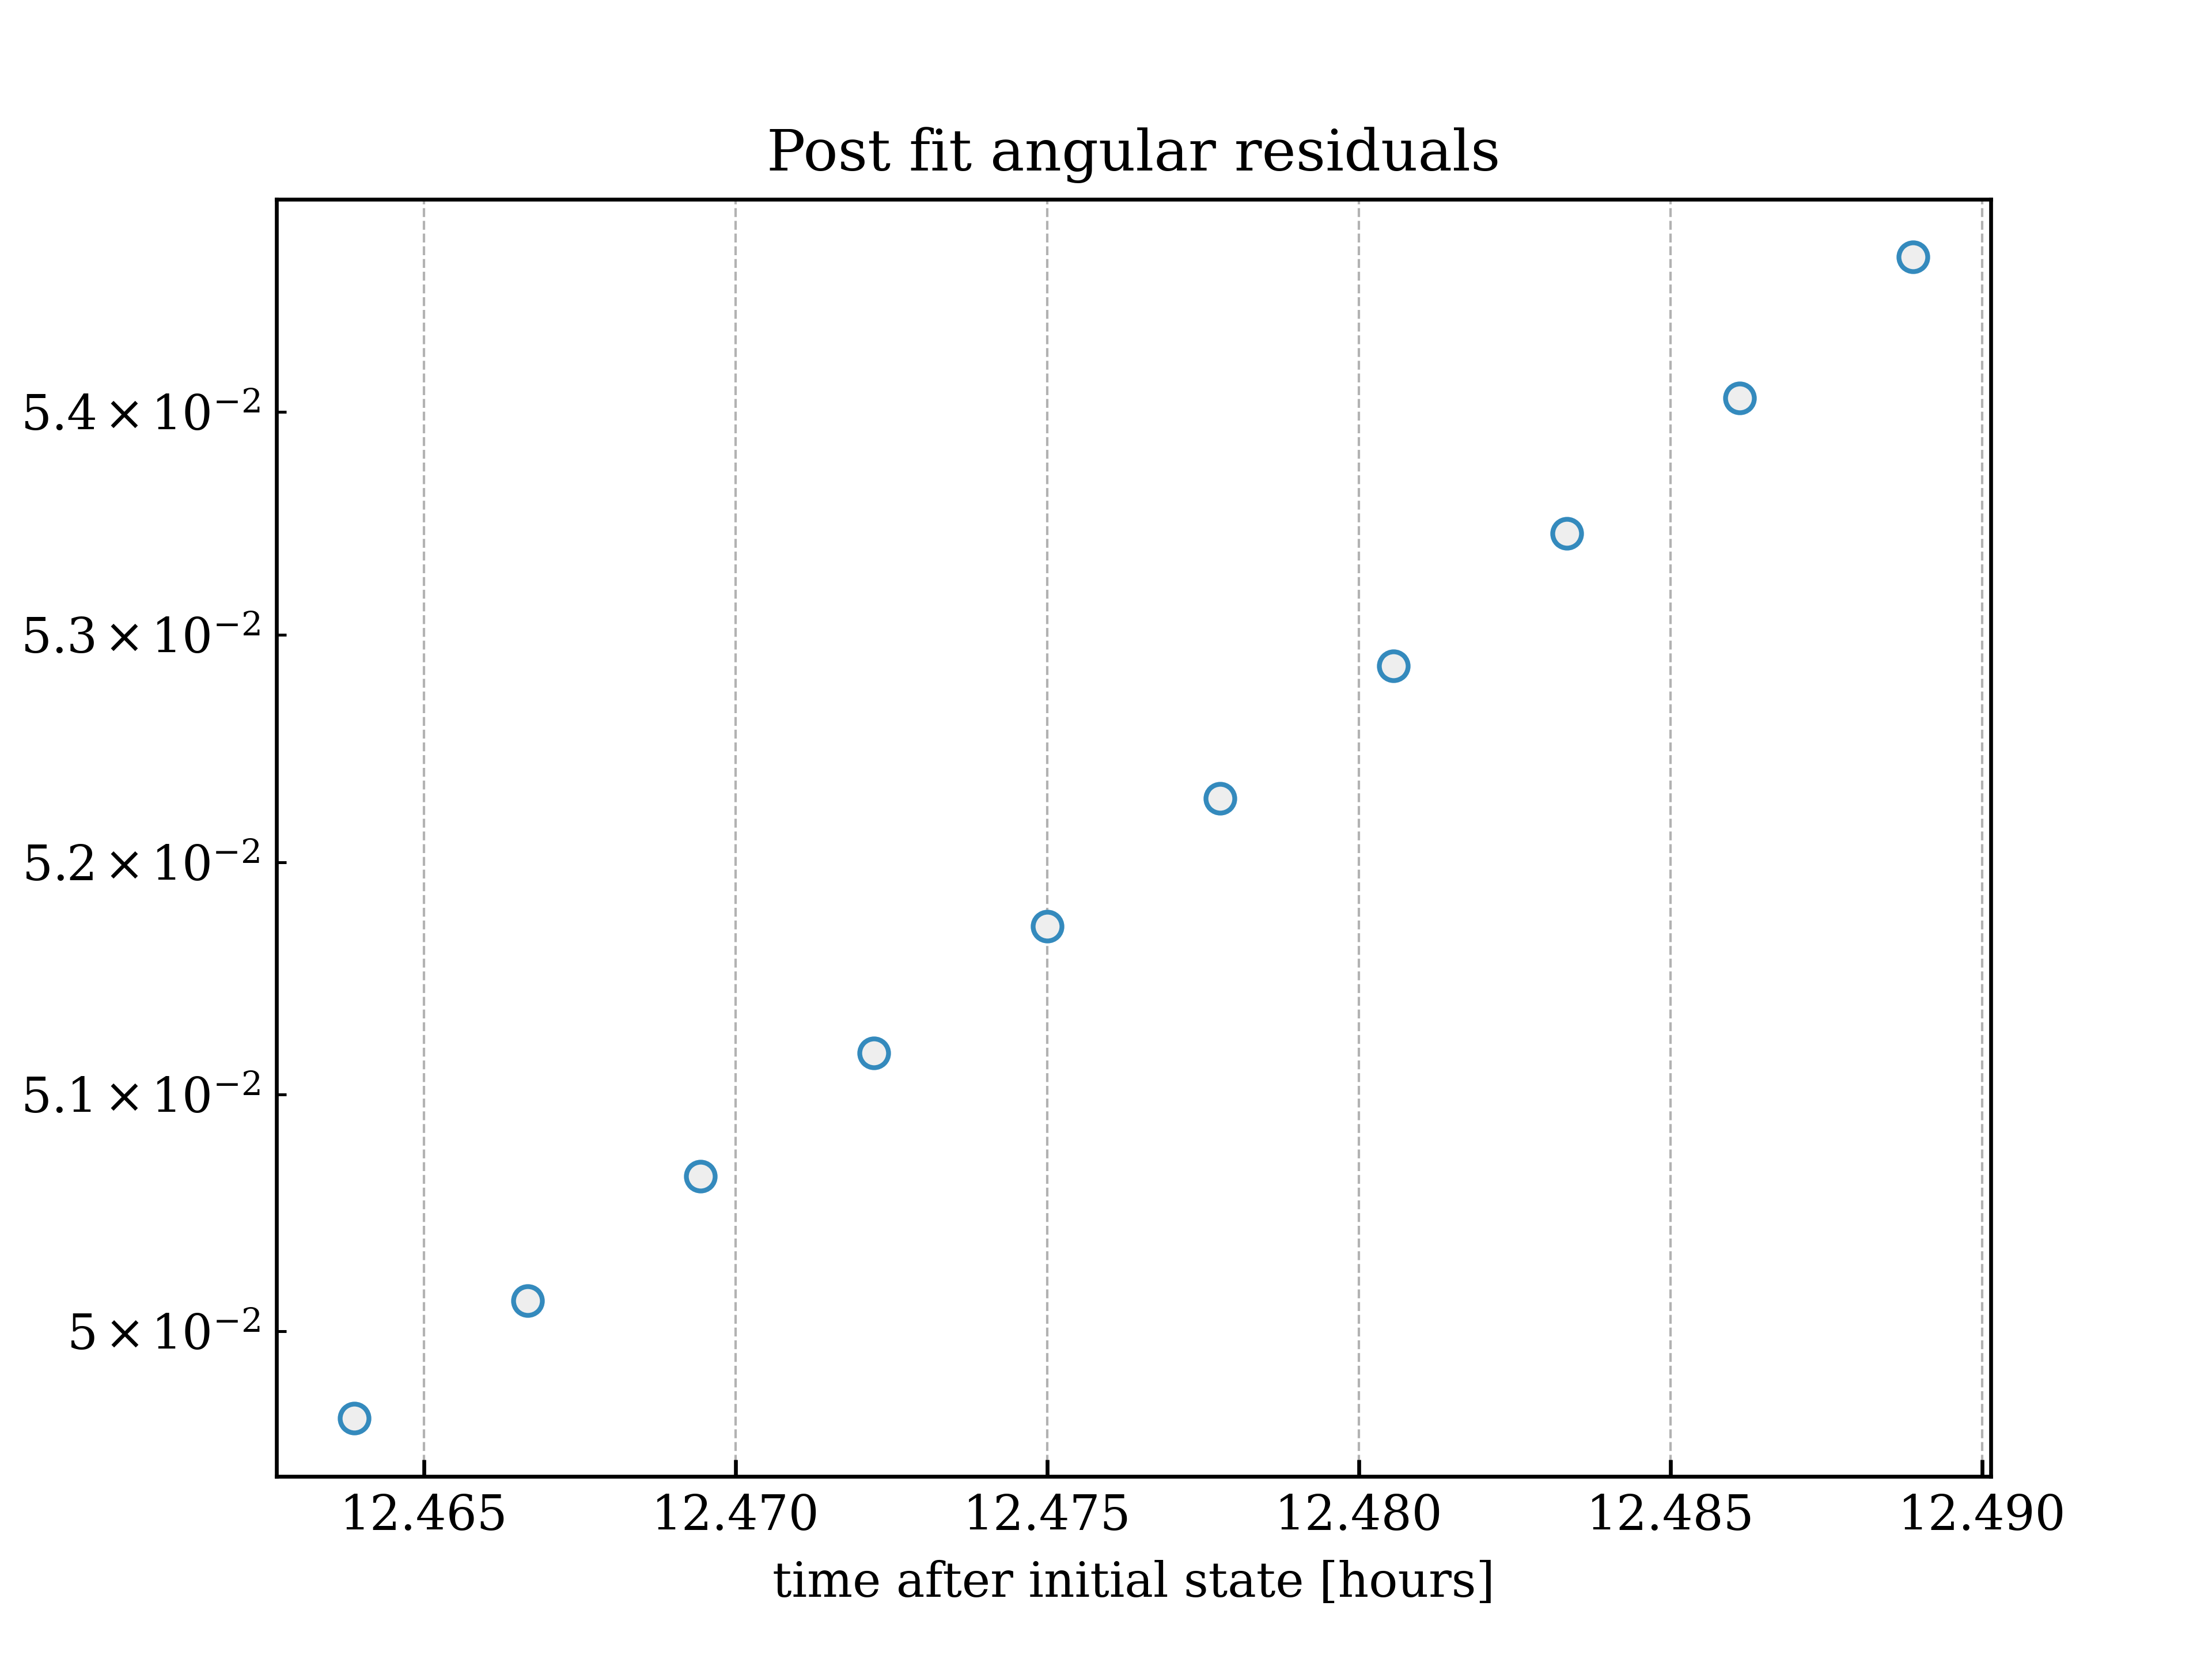 Post fit angular residuals
5.4 × 10⁻²
5.3 × 10⁻²
5.2 × 10⁻²
5.1 × 10⁻²
5 × 10⁻²
12.465 12.470 12.475 12.480 12.485 12.490
time after initial state [hours]